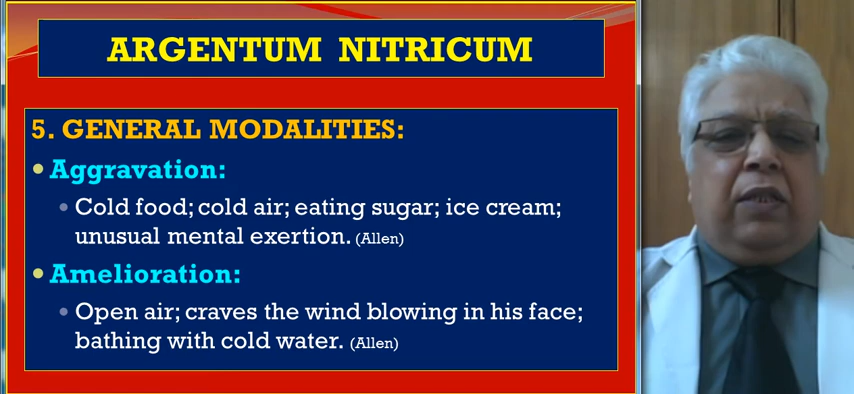 ARGENTUM NITRICUM
5. GENERAL MODALITIES:
Aggravation:
Cold food; cold air; eating sugar; ice cream;
unusual mental exertion. (Allen)
Amelioration:
Open air; craves the wind blowing in his face;
bathing with cold water. (Allen)